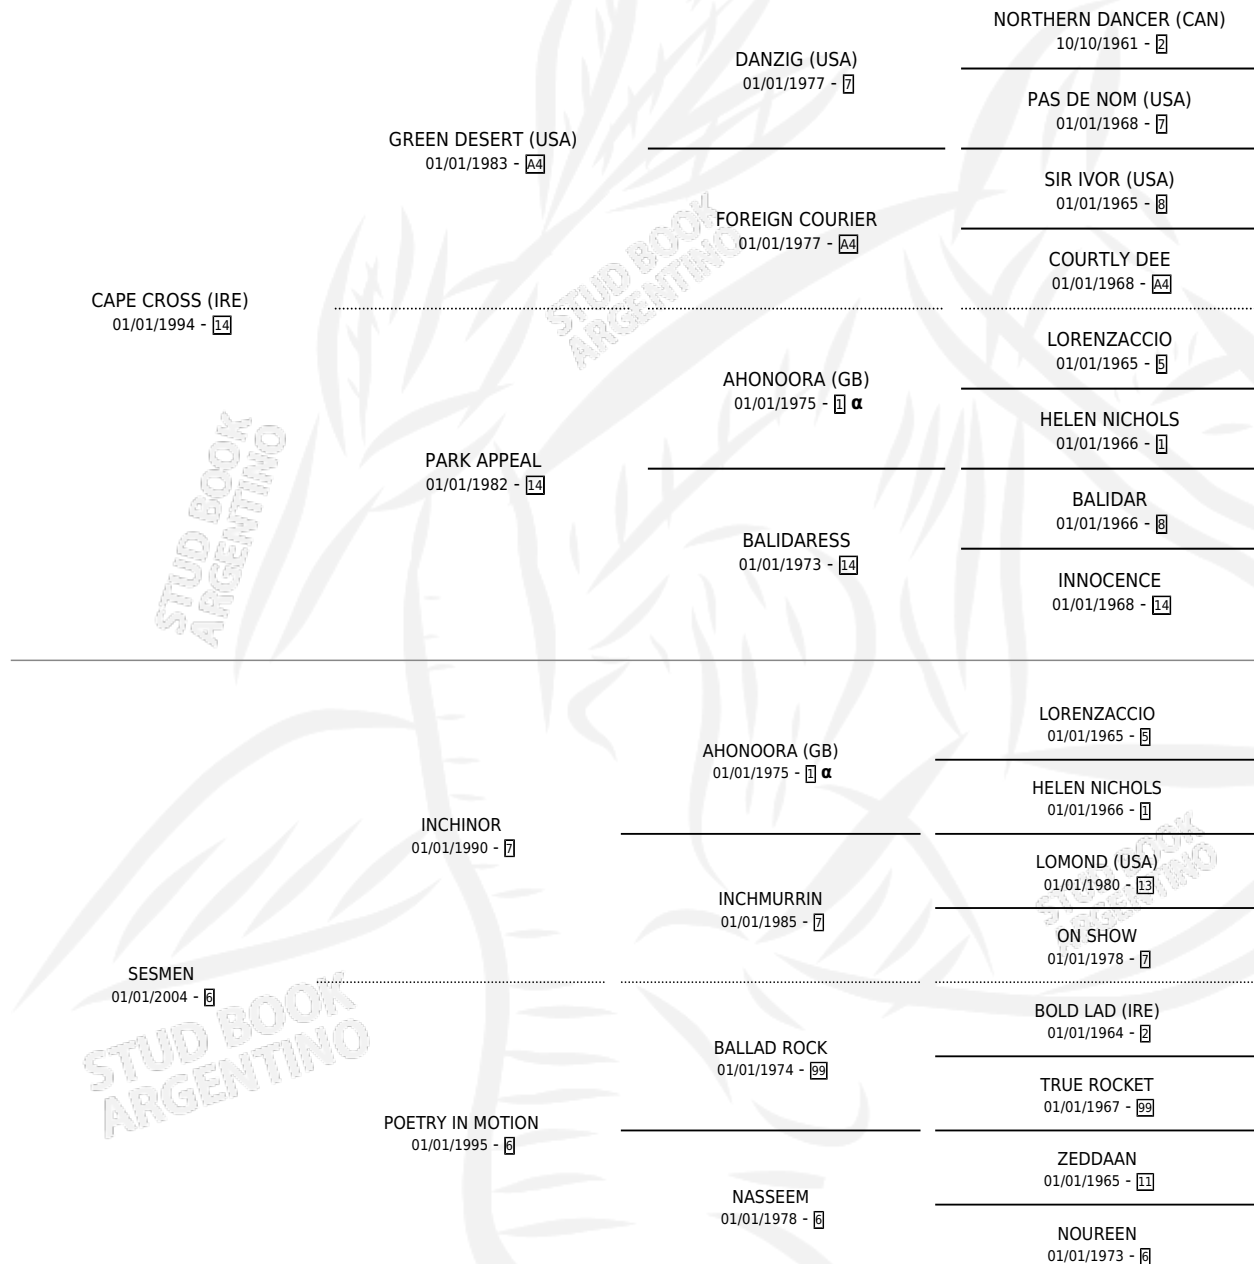 NORTHERN DANCER (CAN)
10/10/1961 - 2
DANZIG (USA)
01/01/1977 - 7
PAS DE NOM (USA)
01/01/1968 - 7
GREEN DESERT (USA)
01/01/1983 - A4
SIR IVOR (USA)
01/01/1965 - 8
FOREIGN COURIER
01/01/1977 - A4
COURTLY DEE
01/01/1968 - A4
CAPE CROSS (IRE)
01/01/1994 - 14
LORENZACCIO
01/01/1965 - 5
AHONOORA (GB)
01/01/1975 - 1 α
HELEN NICHOLS
01/01/1966 - 1
PARK APPEAL
01/01/1982 - 14
BALIDAR
01/01/1966 - 8
BALIDARESS
01/01/1973 - 14
INNOCENCE
01/01/1968 - 14
LORENZACCIO
01/01/1965 - 5
AHONOORA (GB)
01/01/1975 - 1 α
HELEN NICHOLS
01/01/1966 - 1
INCHINOR
01/01/1990 - 7
LOMOND (USA)
01/01/1980 - 13
INCHMURRIN
01/01/1985 - 7
ON SHOW
01/01/1978 - 7
SESMEN
01/01/2004 - 6
BOLD LAD (IRE)
01/01/1964 - 2
BALLAD ROCK
01/01/1974 - 99
TRUE ROCKET
01/01/1967 - 99
POETRY IN MOTION
01/01/1995 - 6
ZEDDAAN
01/01/1965 - 11
NASSEEM
01/01/1978 - 6
NOUREEN
01/01/1973 - 6
STUD BOOK
ARGENTINO
STUD BOOK
ARGENTINO
STUD BOOK
ARGENTINO
STUD BOOK
ARGENTINO